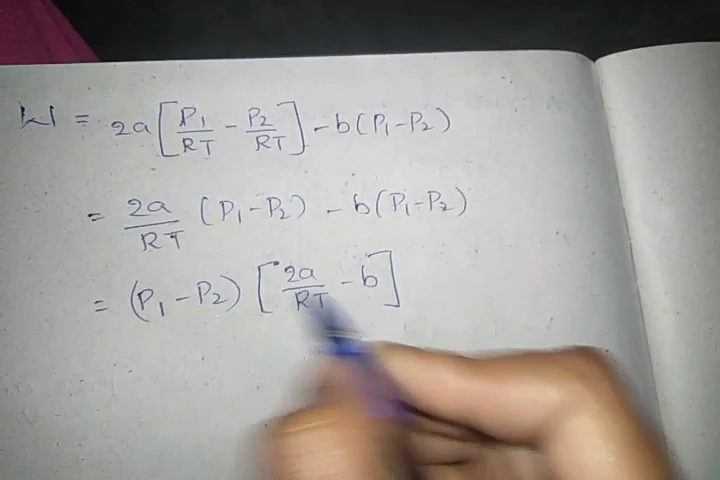 W = 2a [P₁/RT - P₂/RT] - b(P₁-P₂)
= 2a/RT (P₁-P₂) - b(P₁-P₂)
= (P₁-P₂) [2a/RT - b]